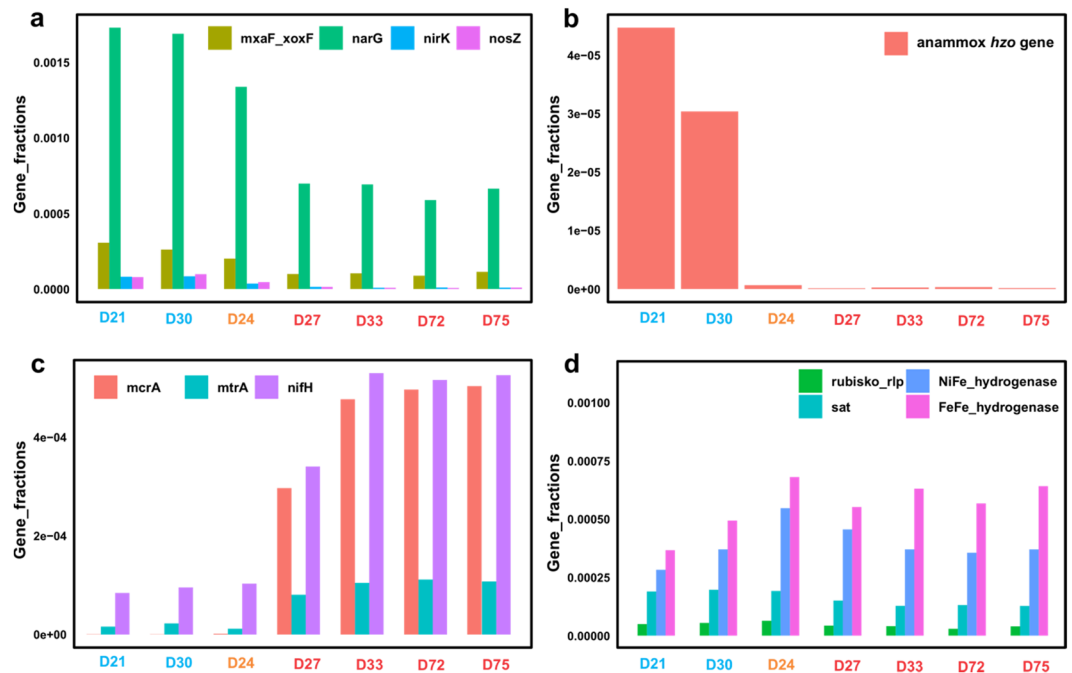 a
mxaF_xoxF narG nirK nosZ
Gene_fractions
0.0015
0.0010
0.0005
0.0000
D21 D30 D24 D27 D33 D72 D75
b
anammox hzo gene
Gene_fractions
4e-05
3e-05
2e-05
1e-05
0e+00
D21 D30 D24 D27 D33 D72 D75
c
mcrA mtrA nifH
Gene_fractions
4e-04
2e-04
0e+00
D21 D30 D24 D27 D33 D72 D75
d
rubisko_rlp NiFe_hydrogenase
sat FeFe_hydrogenase
Gene_fractions
0.00100
0.00075
0.00050
0.00025
0.00000
D21 D30 D24 D27 D33 D72 D75